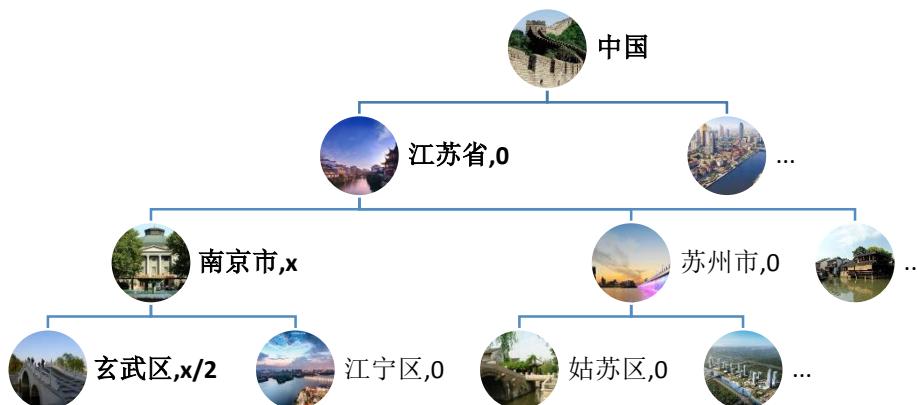 中国
江苏省,0
...
南京市,x
苏州市,0
..
玄武区,x/2
江宁区,0
姑苏区,0
...